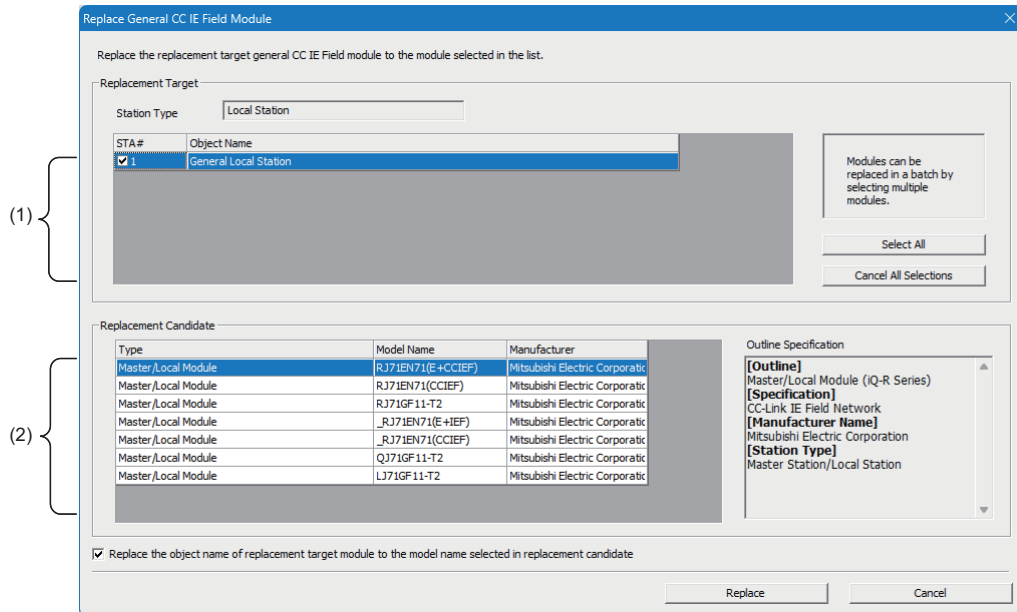 Replace General CC IE Field Module
Replace the replacement target general CC IE Field module to the module selected in the list.
Replacement Target
Station Type Local Station
STA# Object Name
1 General Local Station
Modules can be
replaced in a batch by
selecting multiple
modules.
(1)
Select All
Cancel All Selections
Replacement Candidate
Type Model Name Manufacturer
Master/Local Module RJ71EN71(E+CCIEF) Mitsubishi Electric Corporatic
Master/Local Module RJ71EN71(CCIEF) Mitsubishi Electric Corporatic
Master/Local Module RJ71GF11-T2 Mitsubishi Electric Corporatic
Master/Local Module _RJ71EN71(E+IEF) Mitsubishi Electric Corporatic
Master/Local Module _RJ71EN71(CCIEF) Mitsubishi Electric Corporatic
Master/Local Module QJ71GF11-T2 Mitsubishi Electric Corporatic
Master/Local Module LJ71GF11-T2 Mitsubishi Electric Corporatic
(2)
Outline Specification
[Outline]
Master/Local Module (iQ-R Series)
[Specification]
CC-Link IE Field Network
[Manufacturer Name]
Mitsubishi Electric Corporation
[Station Type]
Master Station/Local Station
Replace the object name of replacement target module to the model name selected in replacement candidate
Replace Cancel